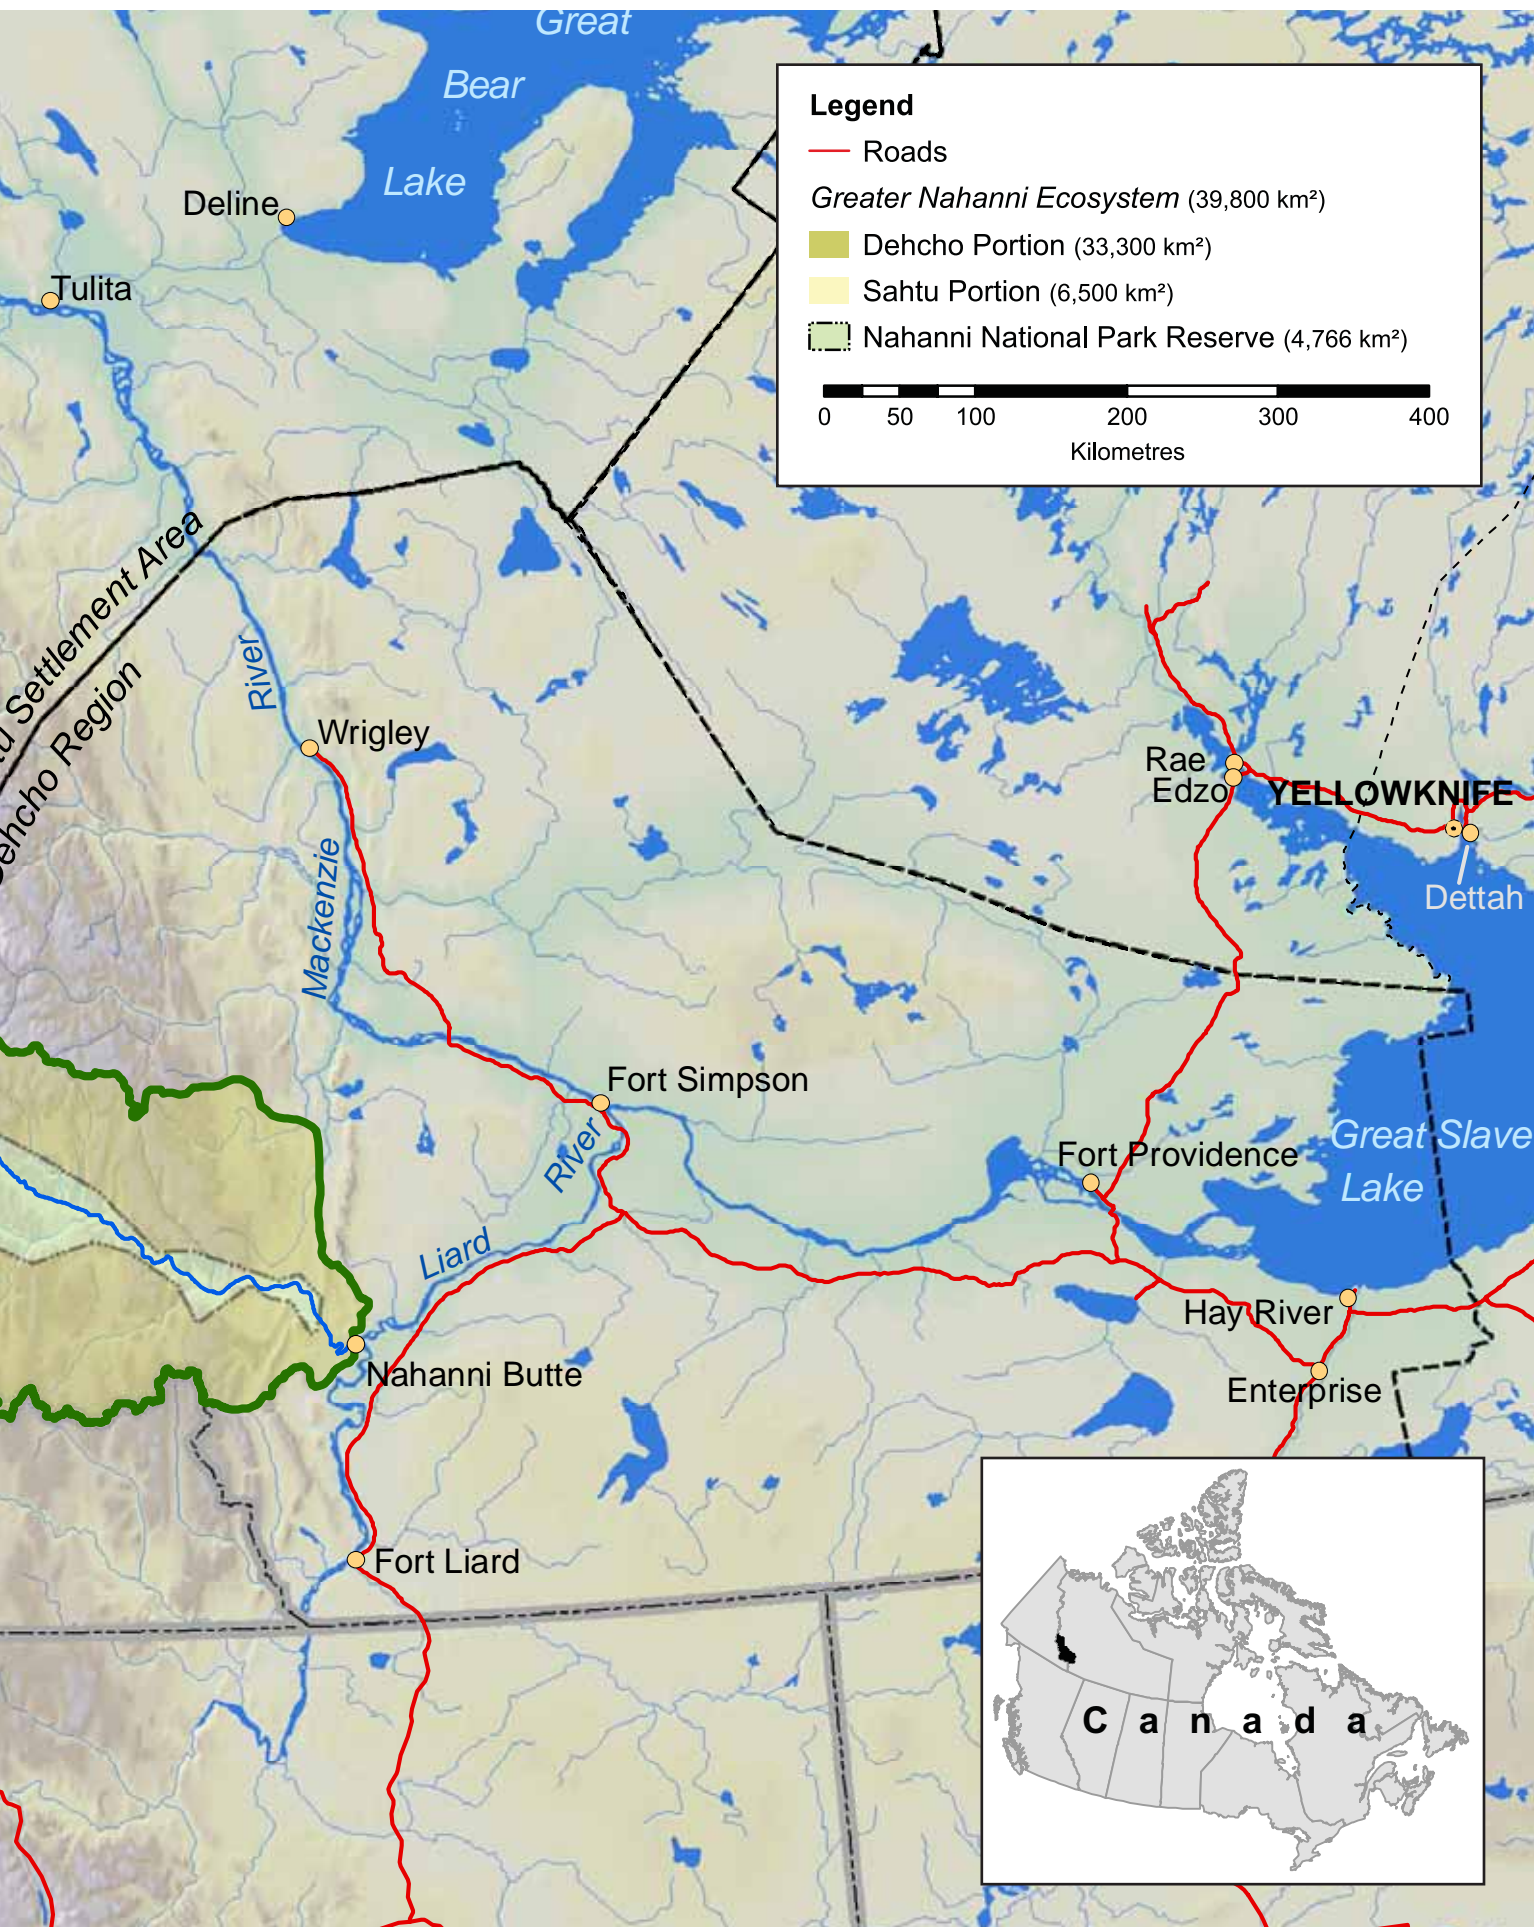 Great
Bear
Lake
Legend
Roads
Greater Nahanni Ecosystem (39,800 km²)
Dehcho Portion (33,300 km²)
Sahtu Portion (6,500 km²)
Nahanni National Park Reserve (4,766 km²)
0 50 100 200 300 400
Kilometres
Deline
Tulita
tu Settlement Area
Dehcho Region
River
Wrigley
Mackenzie
Rae
Edzo
YELLOWKNIFE
Dettah
Fort Simpson
River
Liard
Fort Providence
Great Slave
Lake
Hay River
Enterprise
Nahanni Butte
Fort Liard
Canada